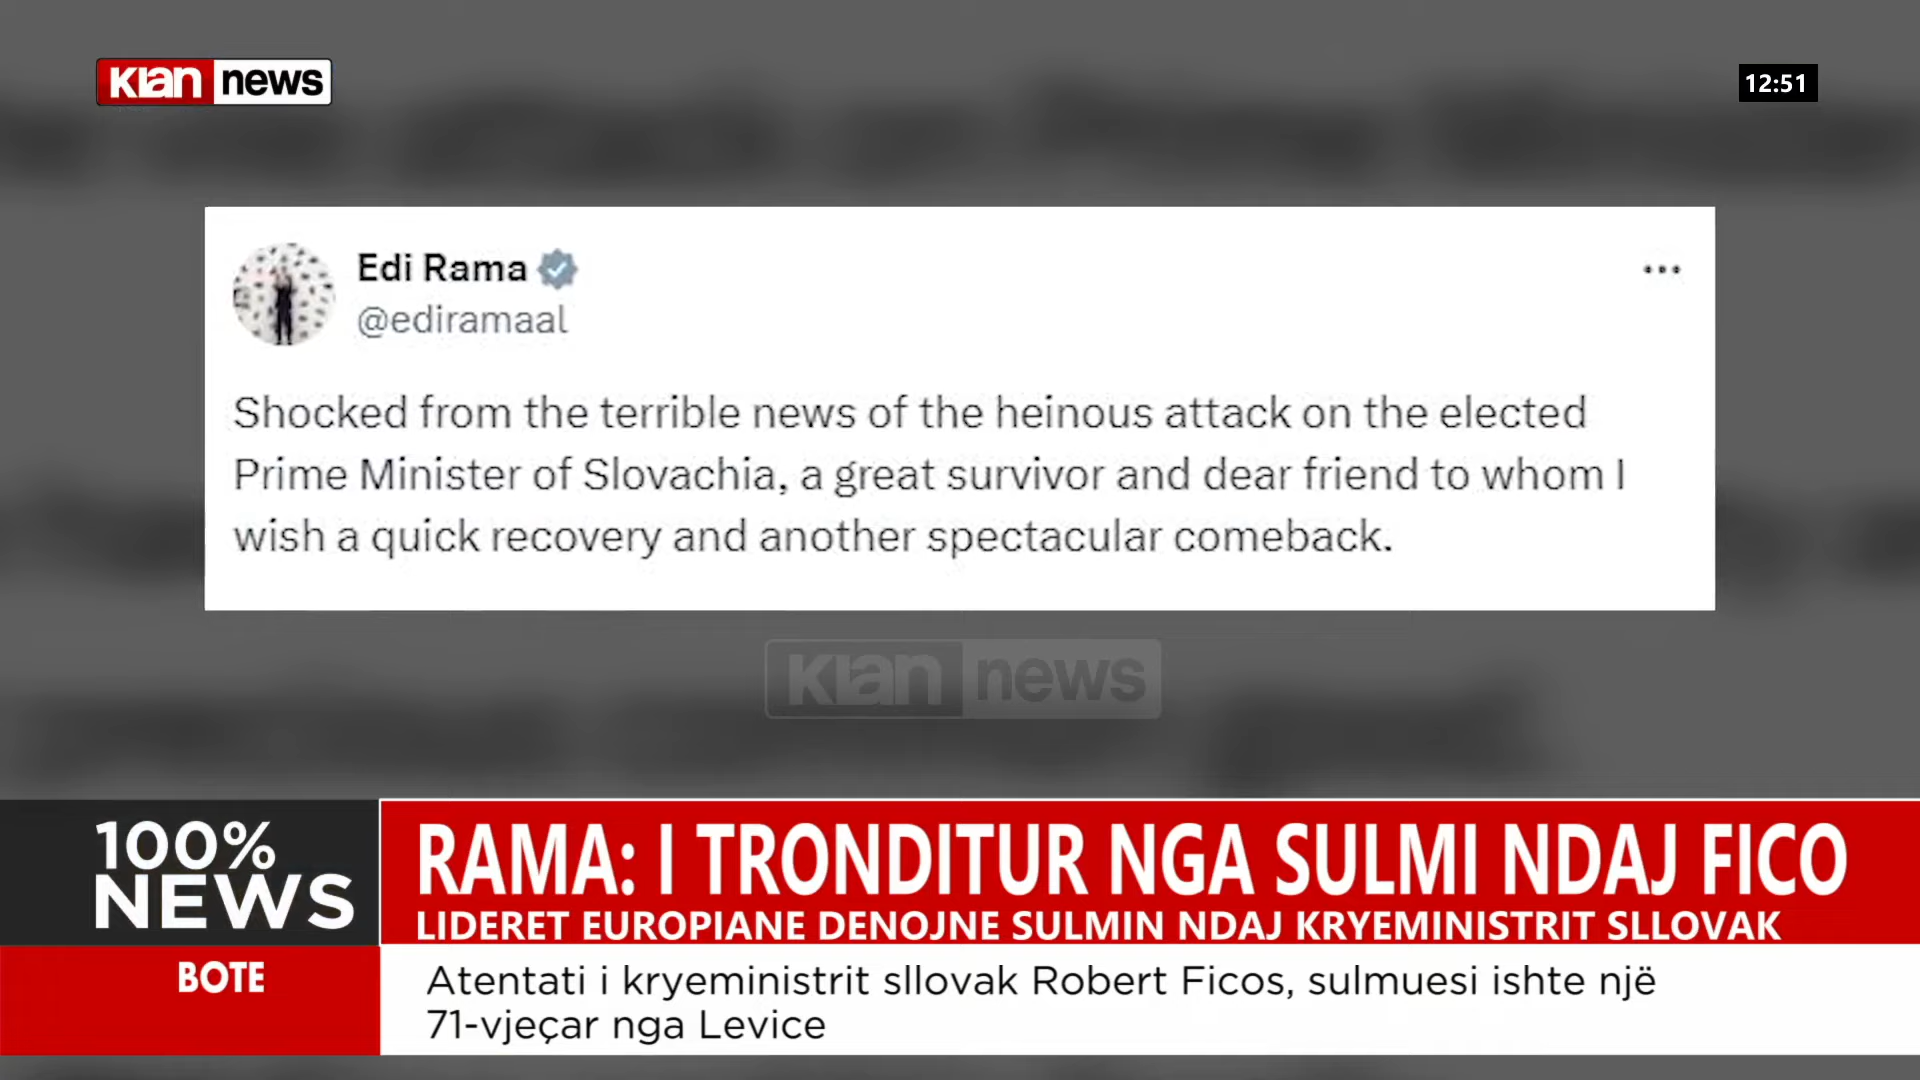 klan news
12:51
Edi Rama
@ediramaal
Shocked from the terrible news of the heinous attack on the elected
Prime Minister of Slovachia, a great survivor and dear friend to whom I
wish a quick recovery and another spectacular comeback.
klan news
100%
NEWS
RAMA: I TRONDITUR NGA SULMI NDAJ FICO
LIDERET EUROPIANE DENOJNE SULMIN NDAJ KRYEMINISTRIT SLLOVAK
BOTE
Atentati i kryeministrit sllovak Robert Ficos, sulmuesi ishte një
71-vjeçar nga Levice